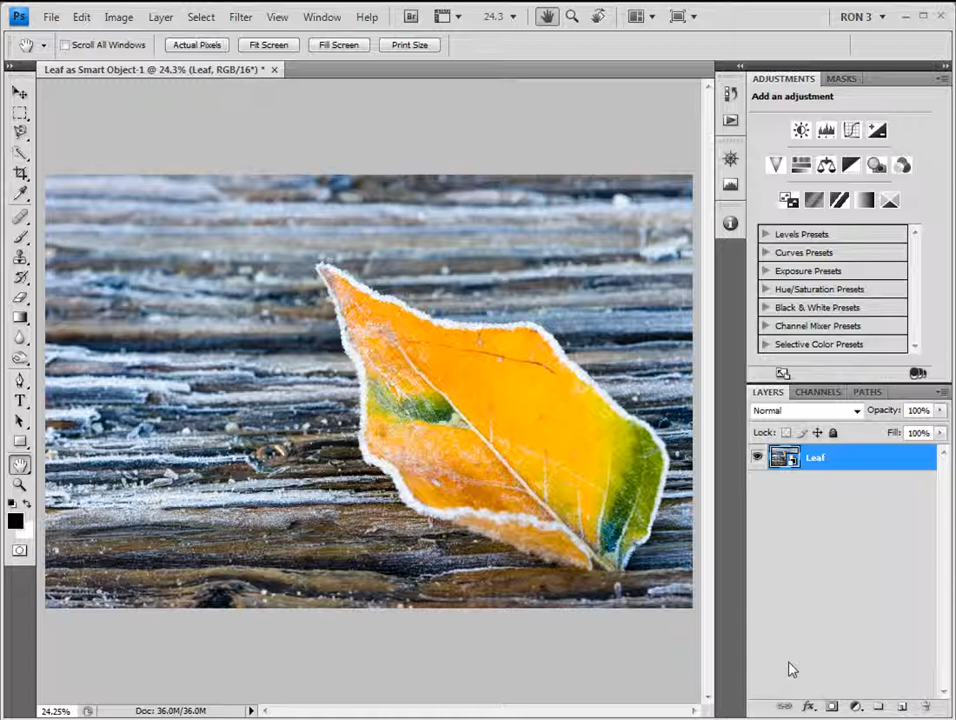 Ps File Edit Image Layer Select Filter View Window Help Br 24.3 RON 3
Scroll All Windows Actual Pixels Fit Screen Fill Screen Print Size
Leaf as Smart Object-1 @ 24.3% (Leaf, RGB/16*) *
ADJUSTMENTS MASKS
Add an adjustment
Levels Presets
Curves Presets
Exposure Presets
Hue/Saturation Presets
Black & White Presets
Channel Mixer Presets
Selective Color Presets
LAYERS CHANNELS PATHS
Normal Opacity: 100%
Lock: Fill: 100%
Leaf
T
fx
24.25% Doc: 36.0M/36.0M